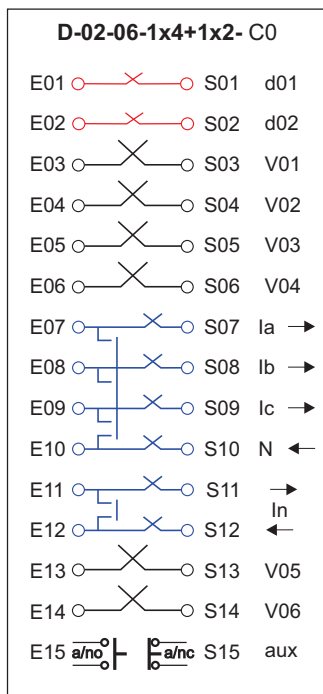 D-02-06-1x4+1x2- C0
E01 S01 d01
E02 S02 d02
E03 S03 V01
E04 S04 V02
E05 S05 V03
E06 S06 V04
E07 S07 Ia →
E08 S08 Ib →
E09 S09 Ic →
E10 S10 N ←
E11 S11 →
In
E12 S12 ←
E13 S13 V05
E14 S14 V06
E15 a/no a/nc S15 aux